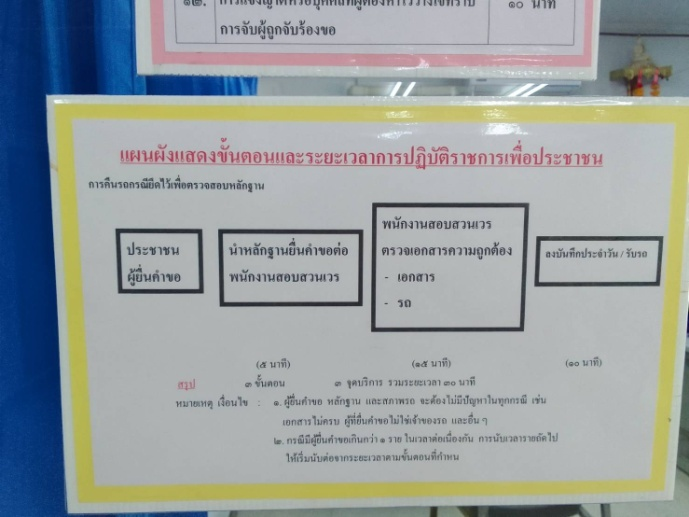 ๑๒. การแจ้งญาติหรือบุคคลที่ผู้ต้องหาไว้วางใจทราบ ๑๐ นาที
การจับผู้ถูกจับร้องขอ
แผนผังแสดงขั้นตอนและระยะเวลาการปฏิบัติราชการเพื่อประชาชน
การคืนรถกรณียึดไว้เพื่อตรวจสอบหลักฐาน
ประชาชน
ผู้ยื่นคำขอ
นำหลักฐานยื่นคำขอต่อ
พนักงานสอบสวนเวร
พนักงานสอบสวนเวร
ตรวจเอกสารความถูกต้อง
- เอกสาร
- รถ
ลงบันทึกประจำวัน / รับรถ
(๕ นาที) (๑๕ นาที) (๑๐ นาที)
สรุป ๓ ขั้นตอน ๓ จุดบริการ รวมระยะเวลา ๓๐ นาที
หมายเหตุ เงื่อนไข : ๑. ผู้ยื่นคำขอ หลักฐาน และสภาพรถ จะต้องไม่มีปัญหาในทุกกรณี เช่น
เอกสารไม่ครบ ผู้ที่ยื่นคำขอไม่ใช่เจ้าของรถ และอื่น ๆ
๒. กรณีมีผู้ยื่นคำขอเกินกว่า ๑ ราย ในเวลาต่อเนื่องกัน การนับเวลารายถัดไป
ให้เริ่มนับต่อจากระยะเวลาตามขั้นตอนที่กำหน